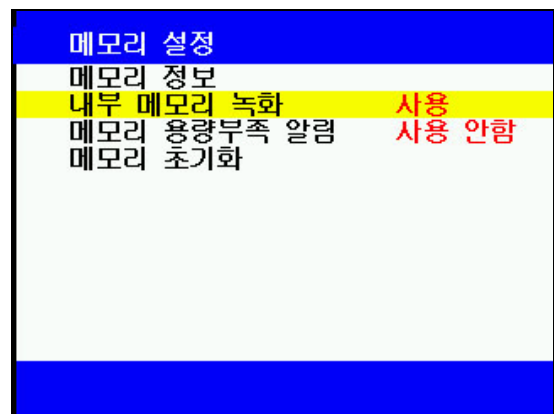 메모리 설정
메모리 정보
내부 메모리 녹화 사용
메모리 용량부족 알림 사용 안함
메모리 초기화